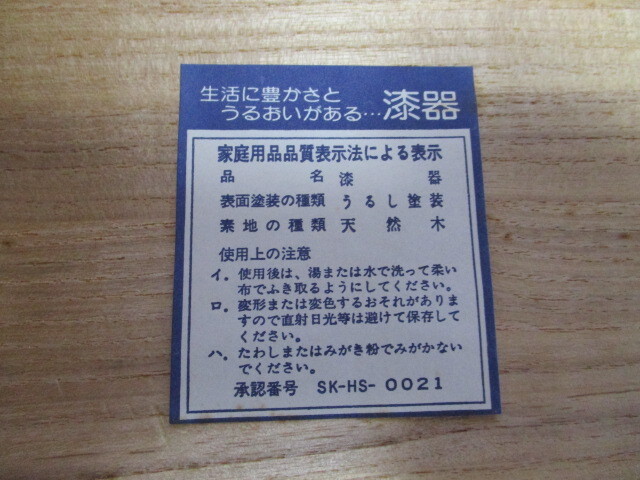 生活に豊かさと
うるおいがある…漆器
家庭用品品質表示法による表示
品名 漆器
表面塗装の種類 うるし塗装
素地の種類 天然木
使用上の注意
イ. 使用後は、湯または水で洗って柔い
布でふき取るようにしてください。
ロ. 変形または変色するおそれがありま
すので直射日光等は避けて保存して
ください。
ハ. たわしまたはみがき粉でみがかない
でください。
承認番号 SK-HS-0021